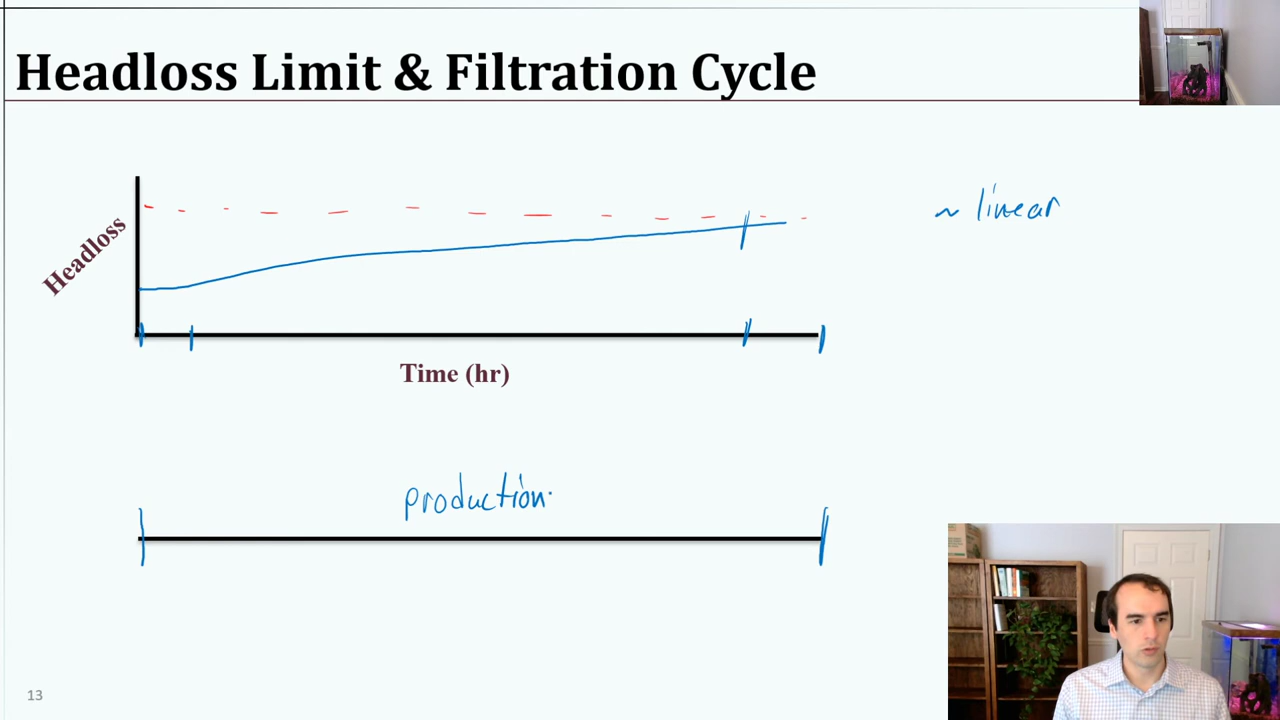 Headloss Limit & Filtration Cycle
~ linear
Headloss
Time (hr)
production.
13